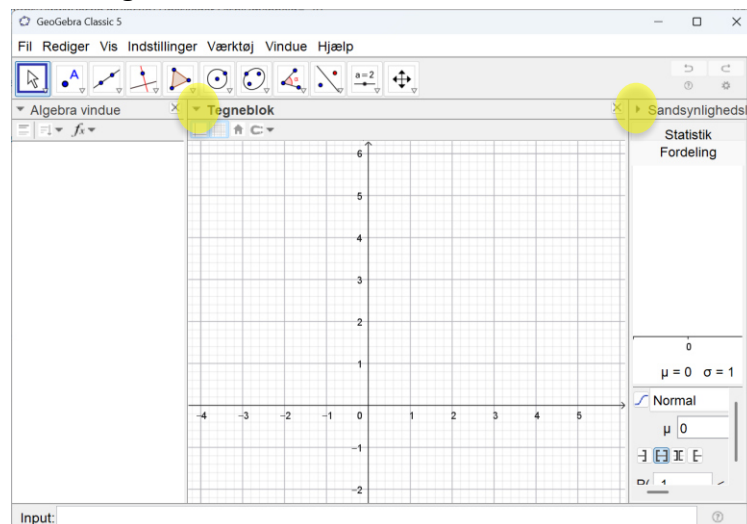 GeoGebra Classic 5
Fil Rediger Vis Indstillinger Værktøj Vindue Hjælp
A
a=2
Algebra vindue
Tegneblok
Sandsynligheds
fx
Statistik
Fordeling
6
5
4
3
2
1
-4 -3 -2 -1 0 1 2 3 4 5
-1
-2
0
μ = 0 σ = 1
Normal
μ 0
Input: